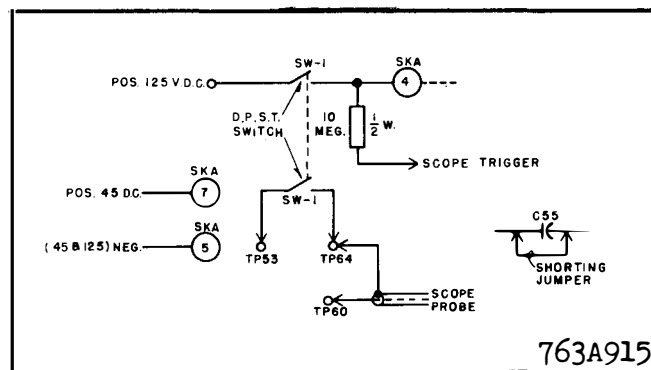 SW-1
SKA
POS. 125 V.D.C.
4
D.P.S.T.
SWITCH
10
MEG.
1/2 W.
SCOPE TRIGGER
SKA
POS. 45 D.C.
7
SW-1
SKA
(45 & 125) NEG.
5
TP53
TP64
C55
SHORTING
JUMPER
SCOPE
PROBE
TP60
763A915